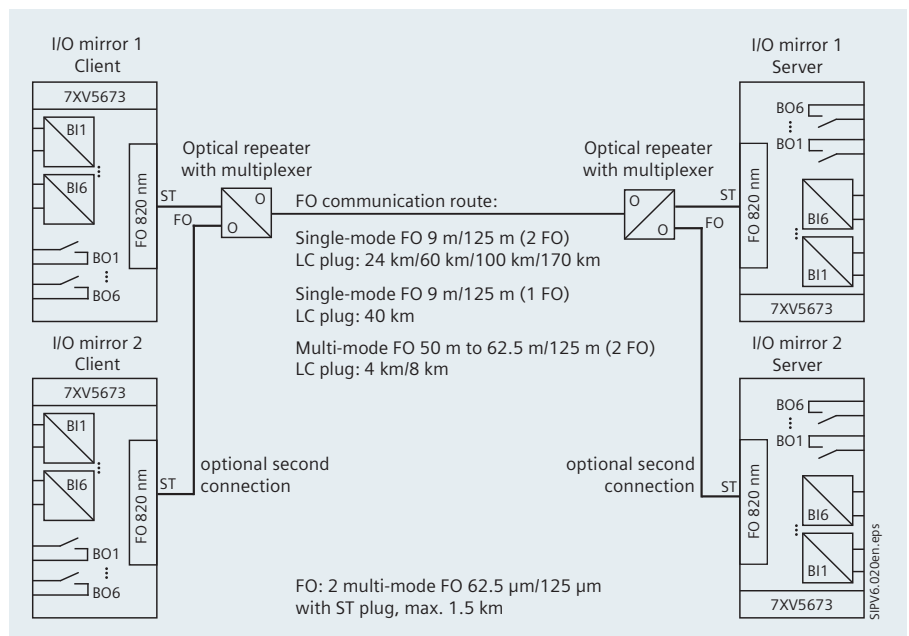 I/O mirror 1
Client
7XV5673
BI1
BI6
BO1
BO6
FO 820 nm
ST
FO
Optical repeater
with multiplexer
O
O
FO communication route:
Single-mode FO 9 m/125 m (2 FO)
LC plug: 24 km/60 km/100 km/170 km
Single-mode FO 9 m/125 m (1 FO)
LC plug: 40 km
Multi-mode FO 50 m to 62.5 m/125 m (2 FO)
LC plug: 4 km/8 km
Optical repeater
with multiplexer
O
O
ST
FO
I/O mirror 1
Server
BO6
BO1
FO 820 nm
BI6
BI1
7XV5673
I/O mirror 2
Client
7XV5673
BI1
BI6
BO1
BO6
FO 820 nm
ST
optional second
connection
optional second
connection
ST
I/O mirror 2
Server
BO6
BO1
FO 820 nm
BI6
BI1
7XV5673
FO: 2 multi-mode FO 62.5 µm/125 µm
with ST plug, max. 1.5 km
SIPV6.020en.eps